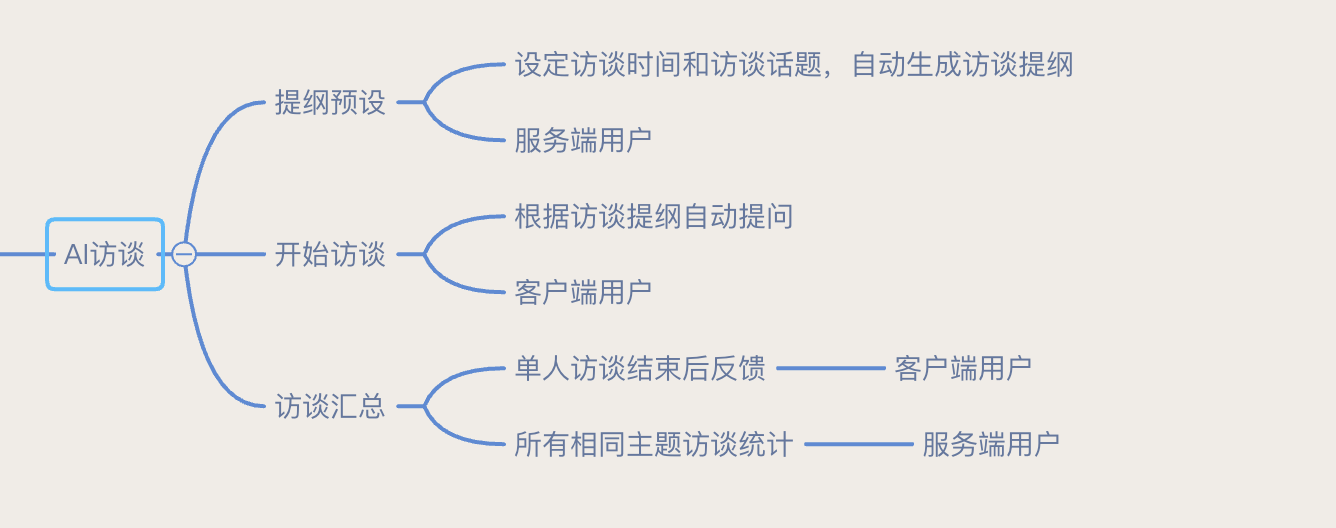 设定访谈时间和访谈话题，自动生成访谈提纲
提纲预设
服务端用户
根据访谈提纲自动提问
AI访谈
开始访谈
客户端用户
单人访谈结束后反馈
客户端用户
访谈汇总
所有相同主题访谈统计
服务端用户